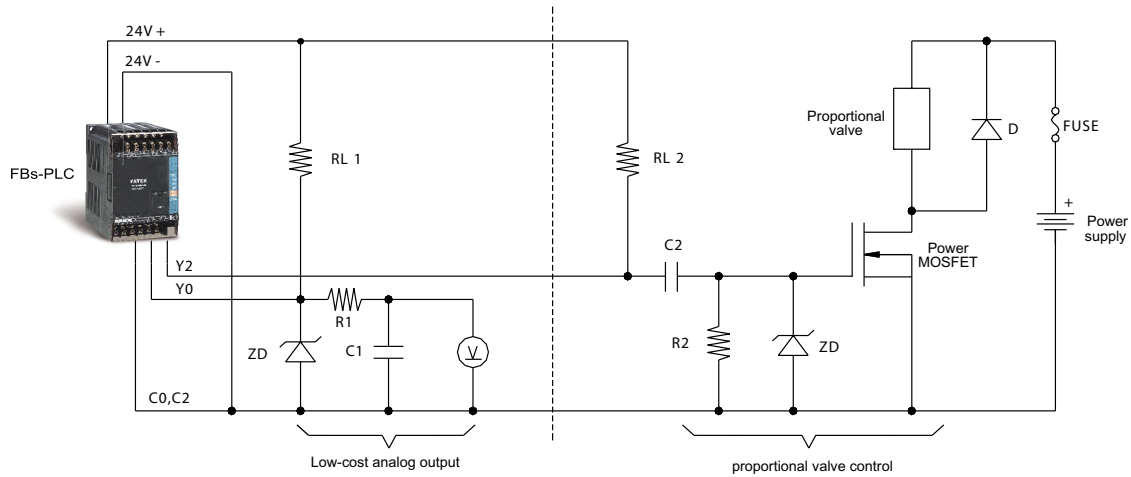 24V +
24V -
FBs-PLC
FATEK
RL 1
RL 2
Proportional
valve
D
FUSE
+
Power
supply
Power
MOSFET
C2
Y2
Y0
R1
ZD
C1
V
R2
ZD
C0,C2
Low-cost analog output
proportional valve control